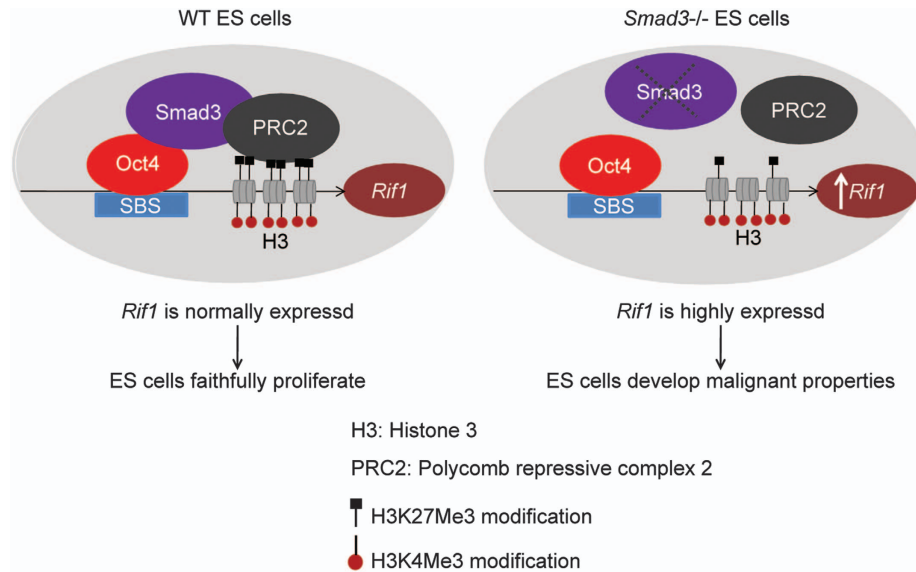 WT ES cells
Smad3
PRC2
Oct4
SBS
H3
Rif1
Rif1 is normally expressd
ES cells faithfully proliferate
Smad3-/- ES cells
Smad3
PRC2
Oct4
SBS
H3
Rif1
Rif1 is highly expressd
ES cells develop malignant properties
H3: Histone 3
PRC2: Polycomb repressive complex 2
H3K27Me3 modification
H3K4Me3 modification